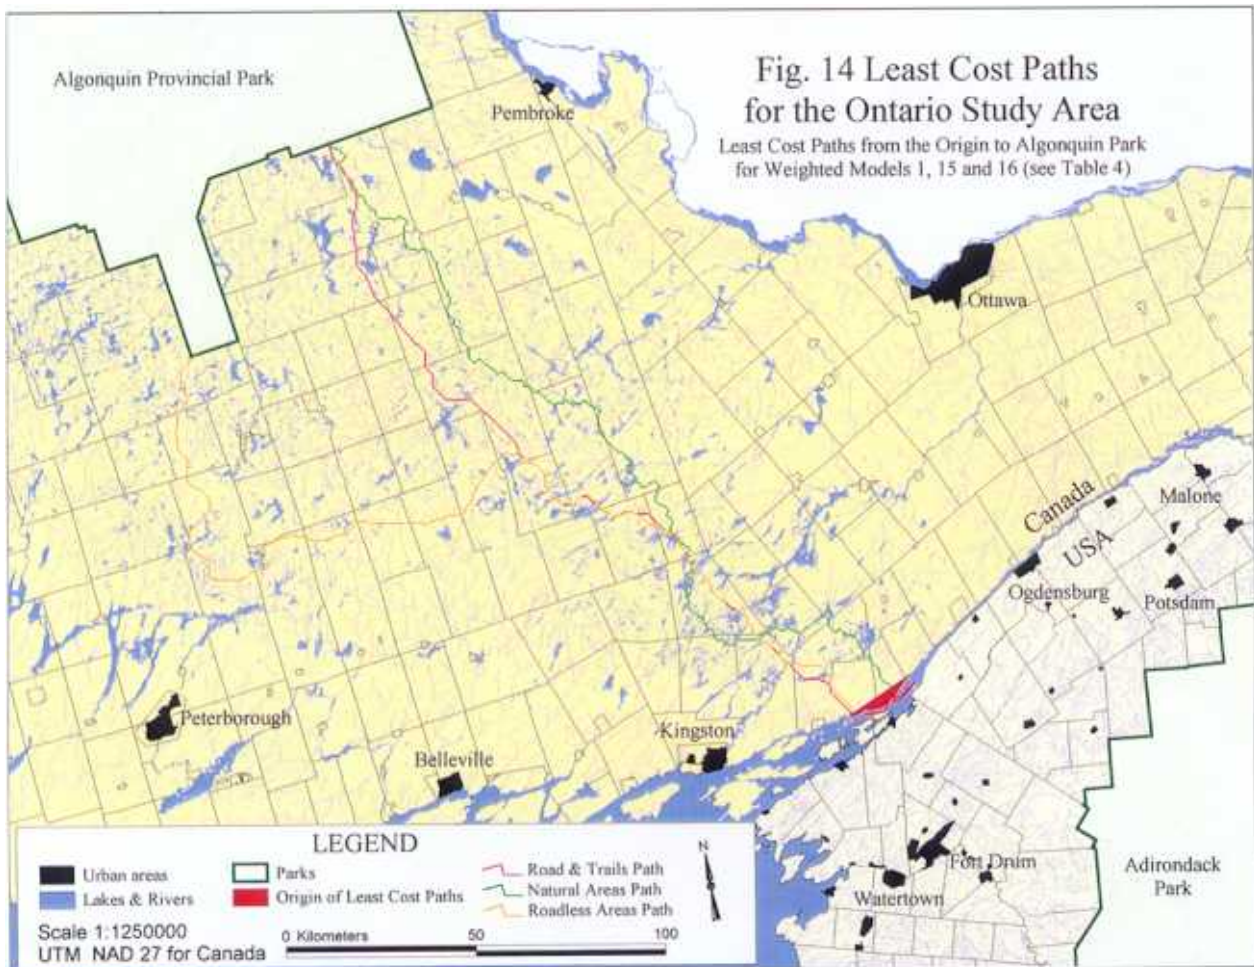 Algonquin Provincial Park
Pembroke
Fig. 14 Least Cost Paths
for the Ontario Study Area
Least Cost Paths from the Origin to Algonquin Park
for Weighted Models 1, 15 and 16 (see Table 4)
Ottawa
Canada
USA
Malone
Ogdensburg
Potsdam
Peterborough
Belleville
Kingston
Fort Drum
Watertown
Adirondack
Park
LEGEND
Urban areas
Lakes & Rivers
Parks
Origin of Least Cost Paths
Road & Trails Path
Natural Areas Path
Roadless Areas Path
N
Scale 1:1250000
UTM NAD 27 for Canada
0 Kilometers 50 100